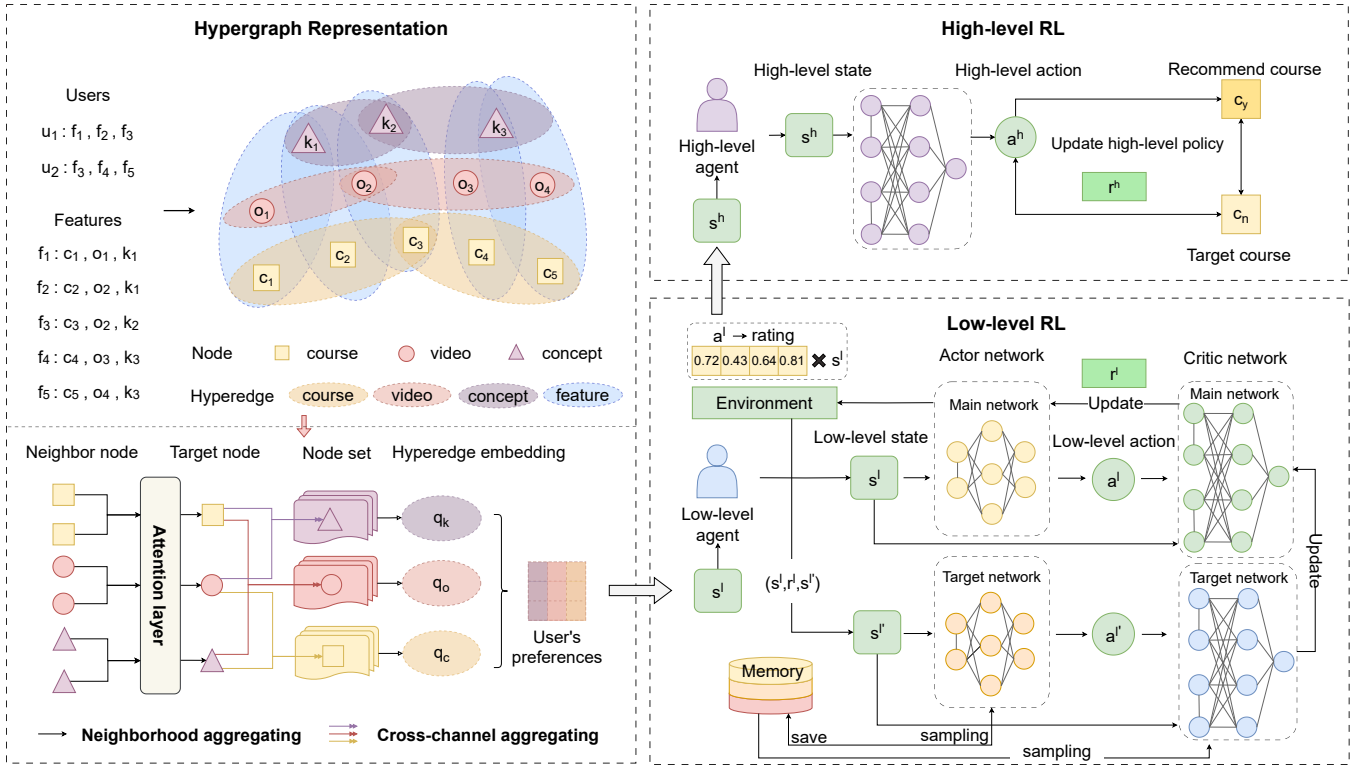 Hypergraph Representation
Users
u1 : f1 , f2 , f3
u2 : f3 , f4 , f5
Features
f1 : c1 , o1 , k1
f2 : c2 , o2 , k1
f3 : c3 , o2 , k2
f4 : c4 , o3 , k3
f5 : c5 , o4 , k3
k1
k2
k3
o1
o2
o3
o4
c1
c2
c3
c4
c5
Node course video concept
Hyperedge course video concept feature
Neighbor node Target node Node set Hyperedge embedding
Attention layer
qk
qo
qc
User's
preferences
Neighborhood aggregating Cross-channel aggregating
High-level RL
High-level state High-level action Recommend course
High-level
agent
sh
sh
ah
cy
Update high-level policy
rh
cn
Target course
Low-level RL
al → rating
0.72 0.43 0.64 0.81 ✖ sl
Environment
Actor network
Critic network
rl
Update
Main network
Main network
Low-level state
Low-level action
Low-level
agent
sl
sl
al
(sl,rl,sl')
Target network
Target network
sl'
al'
Update
Memory
save
sampling
sampling